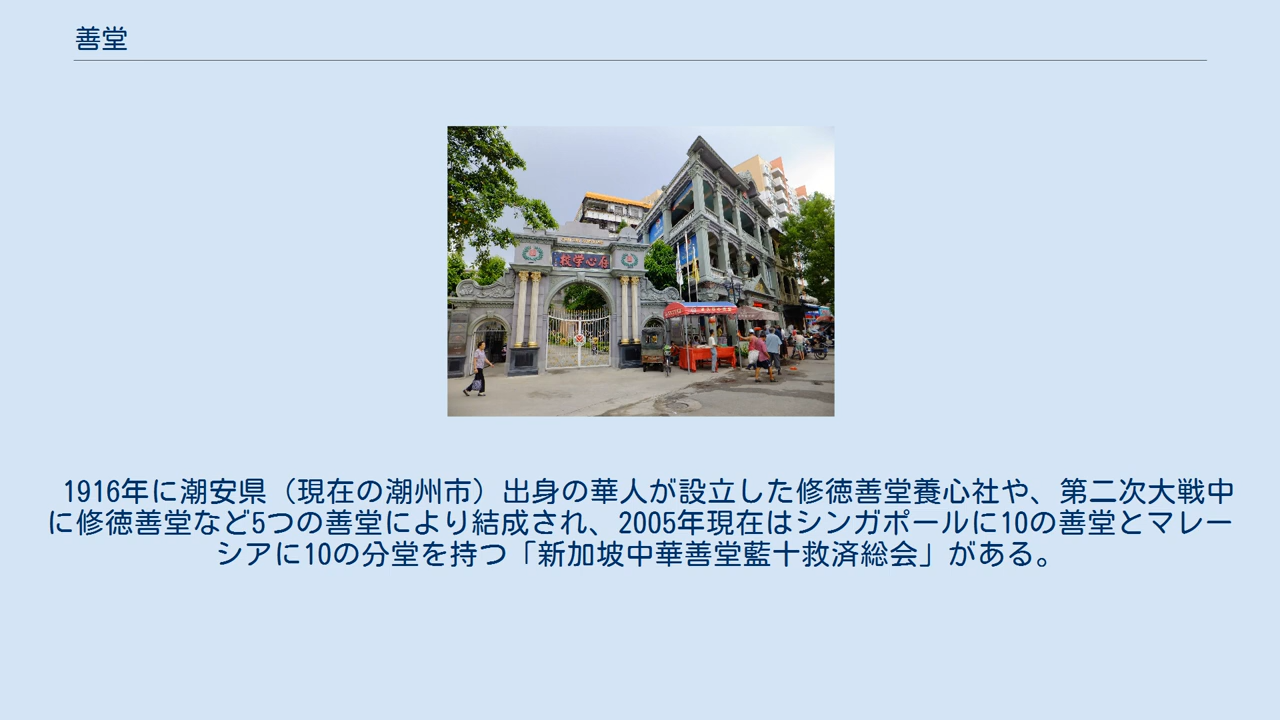 善堂
存心学校
1916年に潮安県（現在の潮州市）出身の華人が設立した修徳善堂養心社や、第二次大戦中
に修徳善堂など5つの善堂により結成され、2005年現在はシンガポールに10の善堂とマレー
シアに10の分堂を持つ「新加坡中華善堂藍十救済総会」がある。